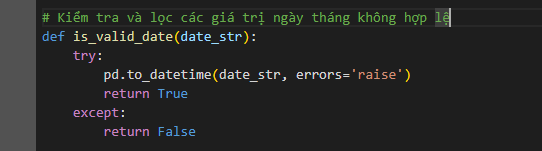 # Kiểm tra và lọc các giá trị ngày tháng không hợp lệ
def is_valid_date(date_str):
    try:
        pd.to_datetime(date_str, errors='raise')
        return True
    except:
        return False